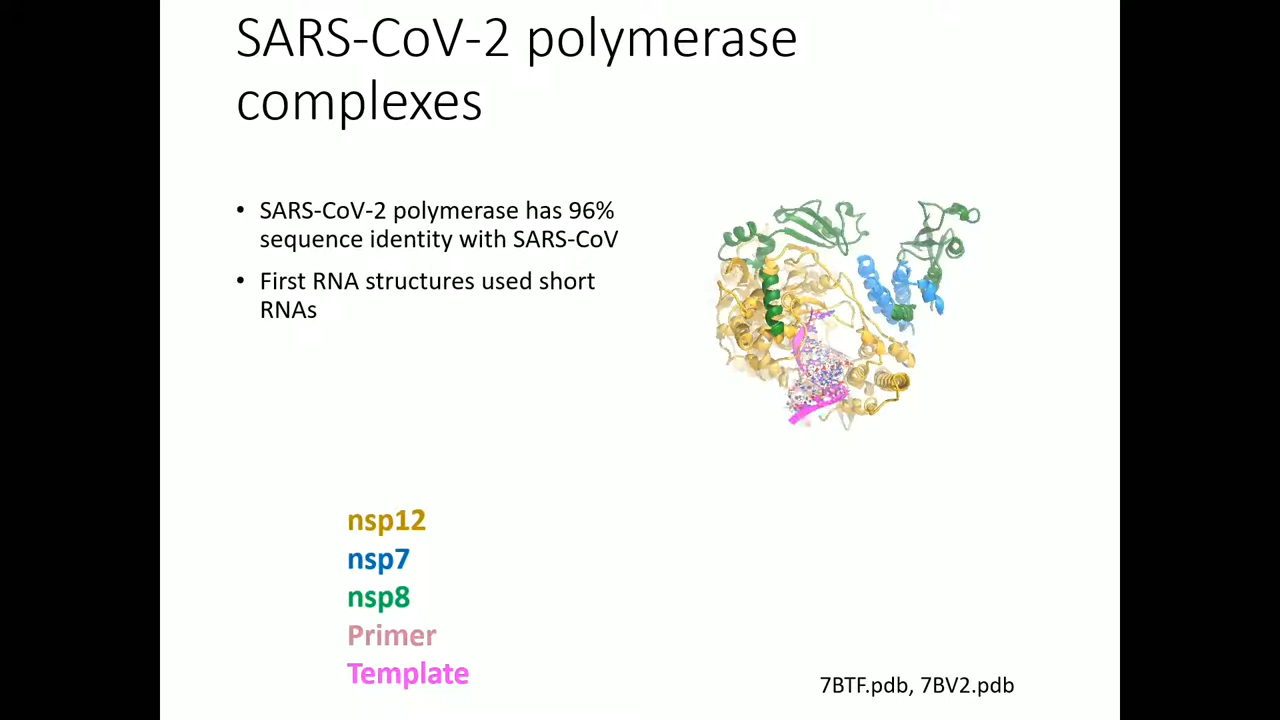 SARS-CoV-2 polymerase
complexes
• SARS-CoV-2 polymerase has 96%
sequence identity with SARS-CoV
• First RNA structures used short
RNAs
nsp12
nsp7
nsp8
Primer
Template
7BTF.pdb, 7BV2.pdb